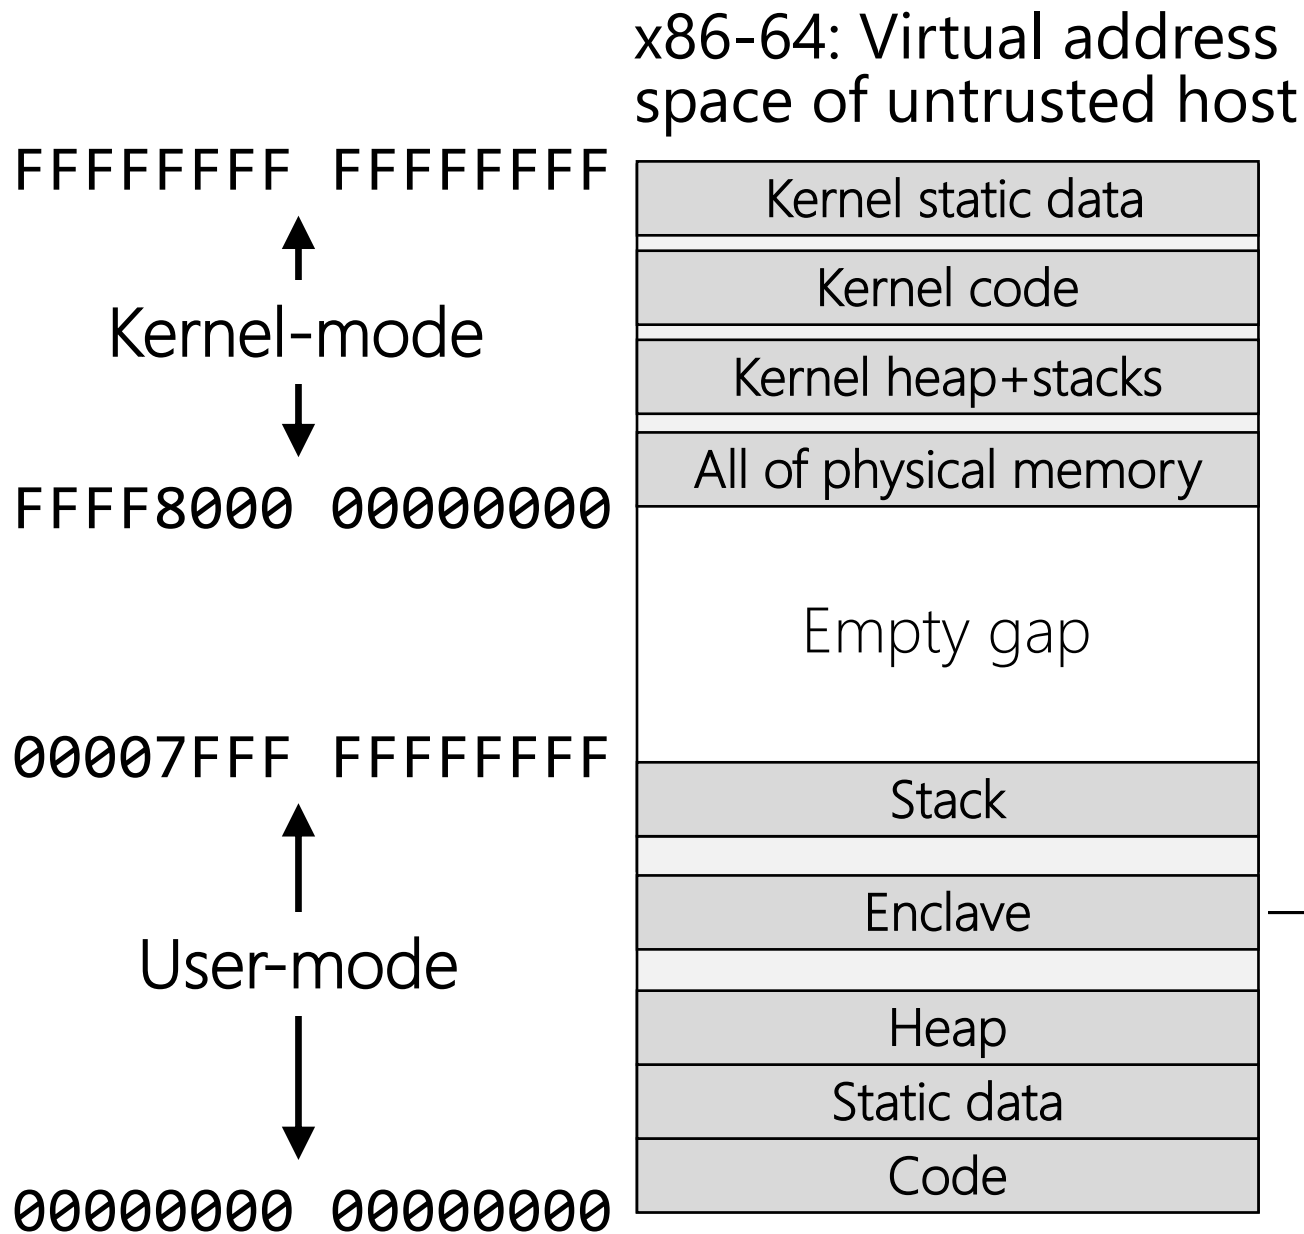 x86-64: Virtual address
space of untrusted host
FFFFFFFF FFFFFFFF
Kernel static data
Kernel code
Kernel-mode
Kernel heap+stacks
All of physical memory
FFFF8000 00000000
Empty gap
00007FFF FFFFFFFF
Stack
Enclave
User-mode
Heap
Static data
Code
00000000 00000000